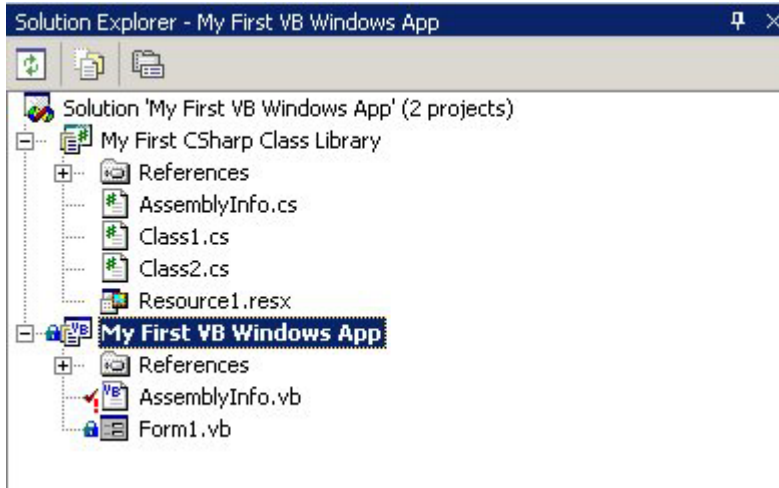 Solution Explorer - My First VB Windows App
Solution 'My First VB Windows App' (2 projects)
My First CSharp Class Library
References
AssemblyInfo.cs
Class1.cs
Class2.cs
Resource1.resx
My First VB Windows App
References
AssemblyInfo.vb
Form1.vb